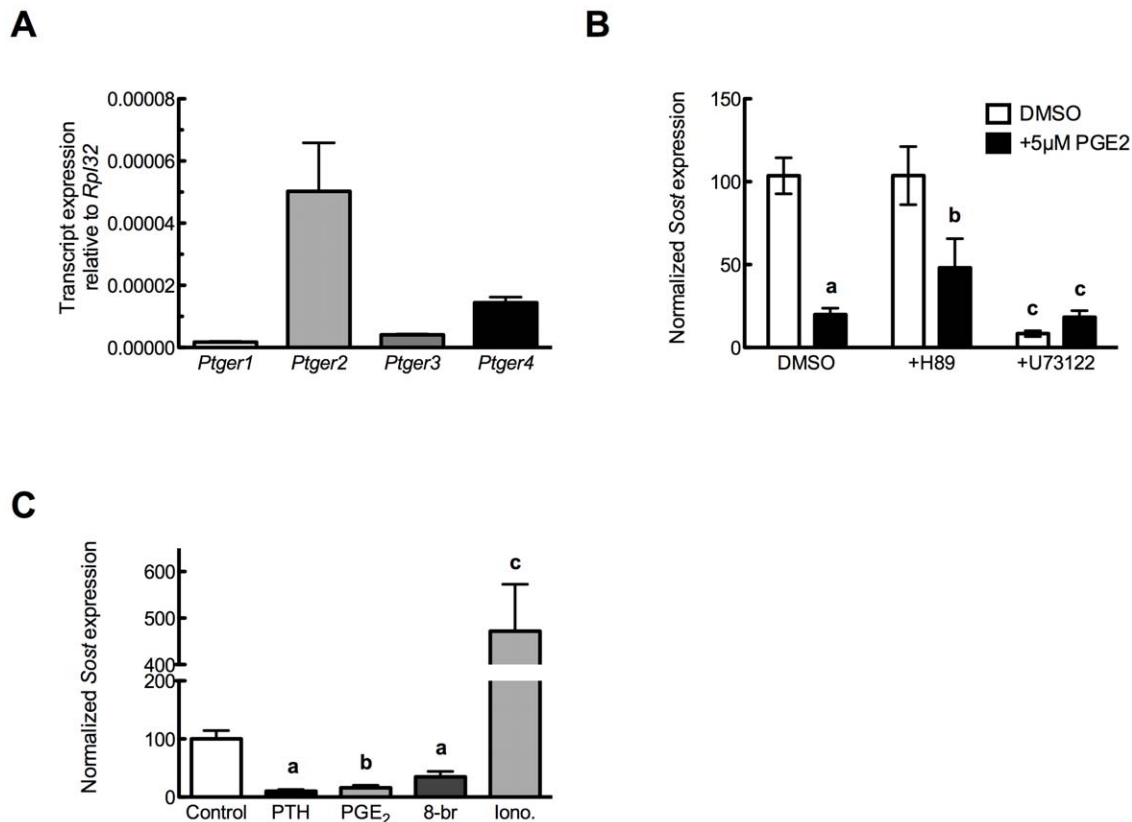 A
Transcript expression
relative to Rpl32
0.00008
0.00006
0.00004
0.00002
0.00000
Ptger1 Ptger2 Ptger3 Ptger4
B
Normalized Sost expression
150
100
50
0
DMSO
+5µM PGE2
a
b
c
c
DMSO +H89 +U73122
C
Normalized Sost expression
600
500
400
200
100
0
a
b
a
c
Control PTH PGE2 8-br Iono.